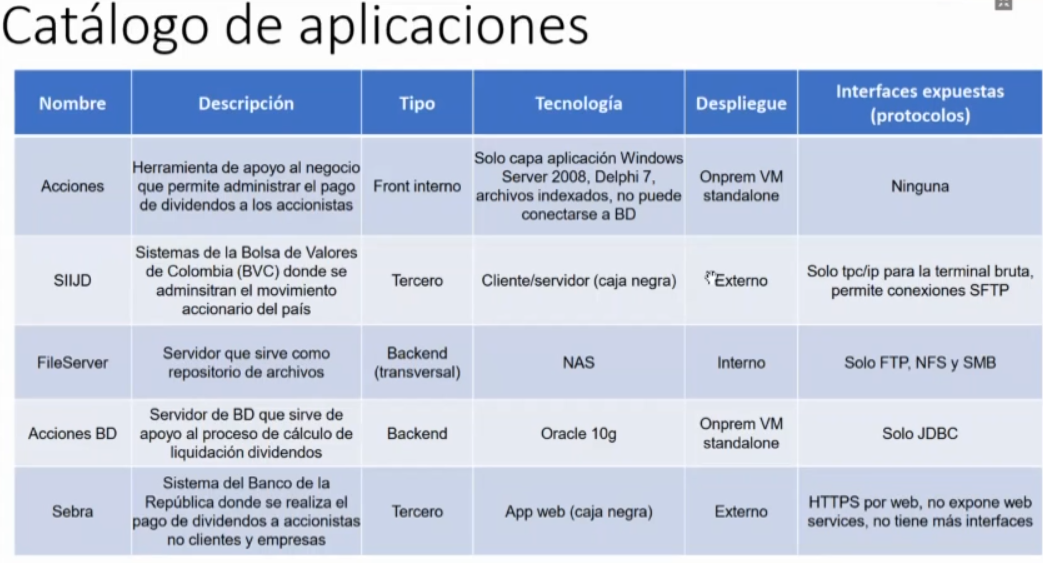 Catálogo de aplicaciones
Nombre
Descripción
Tipo
Tecnología
Despliegue
Interfaces expuestas
(protocolos)
Acciones
Herramienta de apoyo al negocio
que permite administrar el pago
de dividendos a los accionistas
Front interno
Solo capa aplicación Windows
Server 2008, Delphi 7,
archivos indexados, no puede
conectarse a BD
Onprem VM
standalone
Ninguna
SIIJD
Sistemas de la Bolsa de Valores
de Colombia (BVC) donde se
adminsitran el movimiento
accionario del país
Tercero
Cliente/servidor (caja negra)
Externo
Solo tpc/ip para la terminal bruta,
permite conexiones SFTP
FileServer
Servidor que sirve como
repositorio de archivos
Backend
(transversal)
NAS
Interno
Solo FTP, NFS y SMB
Acciones BD
Servidor de BD que sirve de
apoyo al proceso de cálculo de
liquidación dividendos
Backend
Oracle 10g
Onprem VM
standalone
Solo JDBC
Sebra
Sistema del Banco de la
República donde se realiza el
pago de dividendos a accionistas
no clientes y empresas
Tercero
App web (caja negra)
Externo
HTTPS por web, no expone web
services, no tiene más interfaces